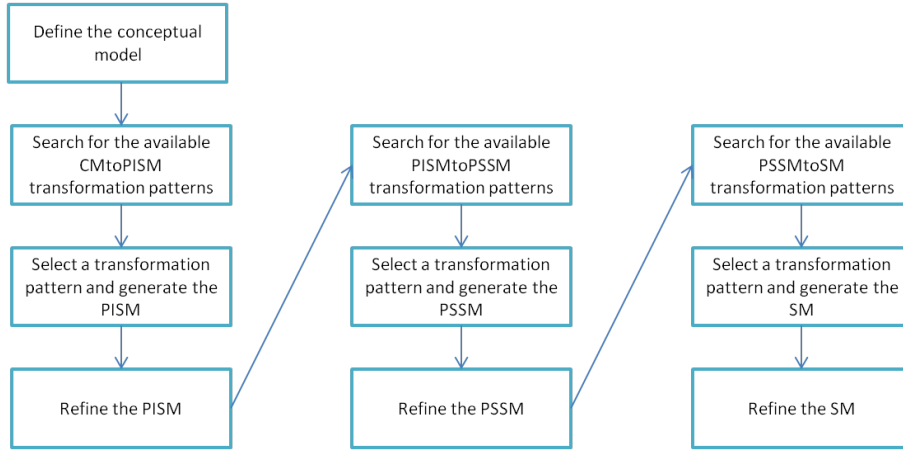 Define the conceptual
model
Search for the available
CMtoPISM
transformation patterns
Select a transformation
pattern and generate the
PISM
Refine the PISM
Search for the available
PISMtoPSSM
transformation patterns
Select a transformation
pattern and generate the
PSSM
Refine the PSSM
Search for the available
PSSMtoSM
transformation patterns
Select a transformation
pattern and generate the
SM
Refine the SM